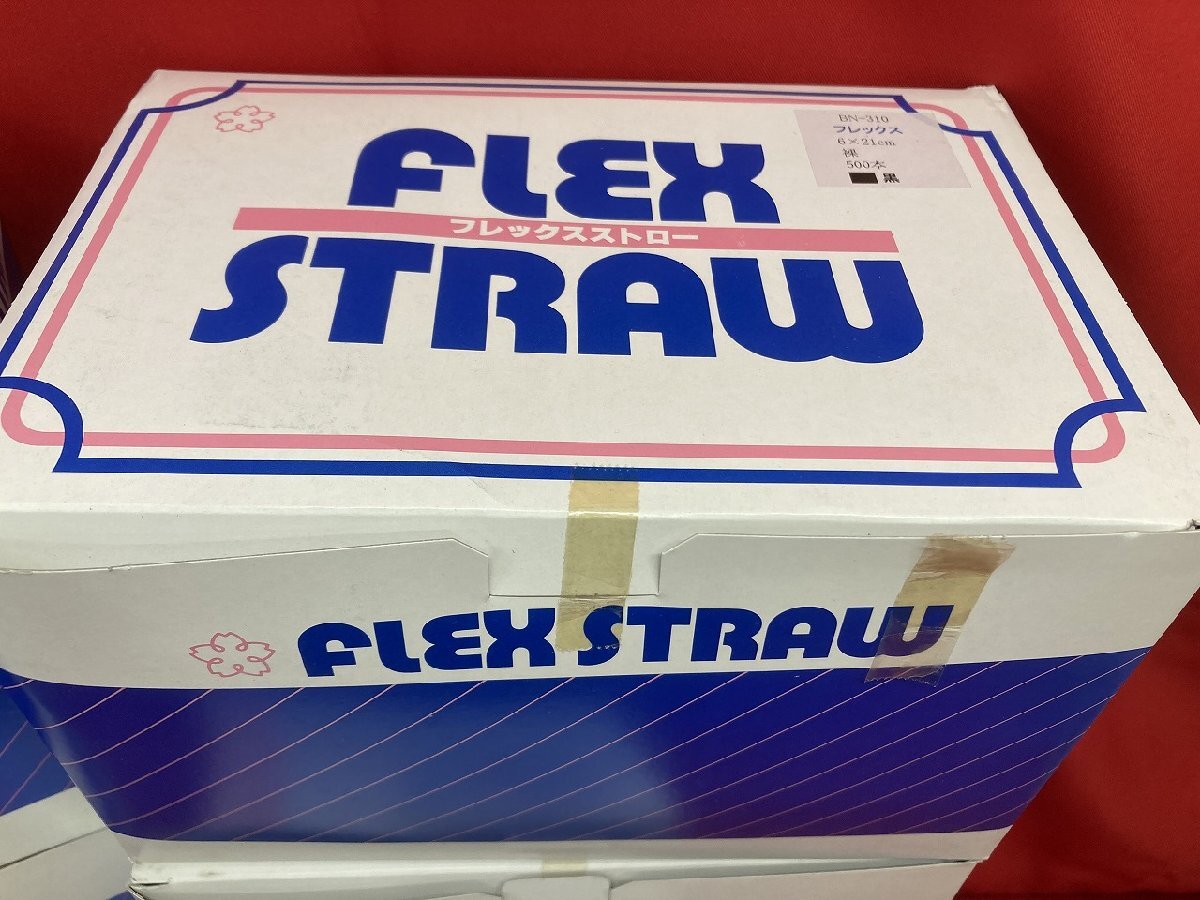 FLEX
フレックスストロー
STRAW
BN-310
フレックス
6×21cm
裸
500本
黒
FLEX STRAW